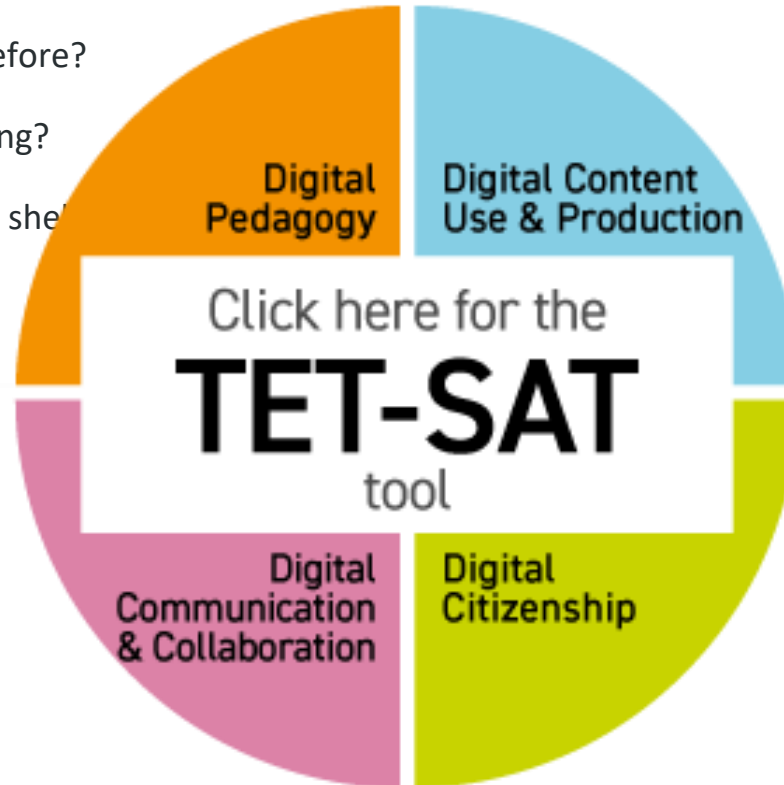 efore?
ng?
Digital
Pedagogy
Digital Content
Use & Production
Click here for the
TET-SAT
tool
Digital
Communication
& Collaboration
Digital
Citizenship